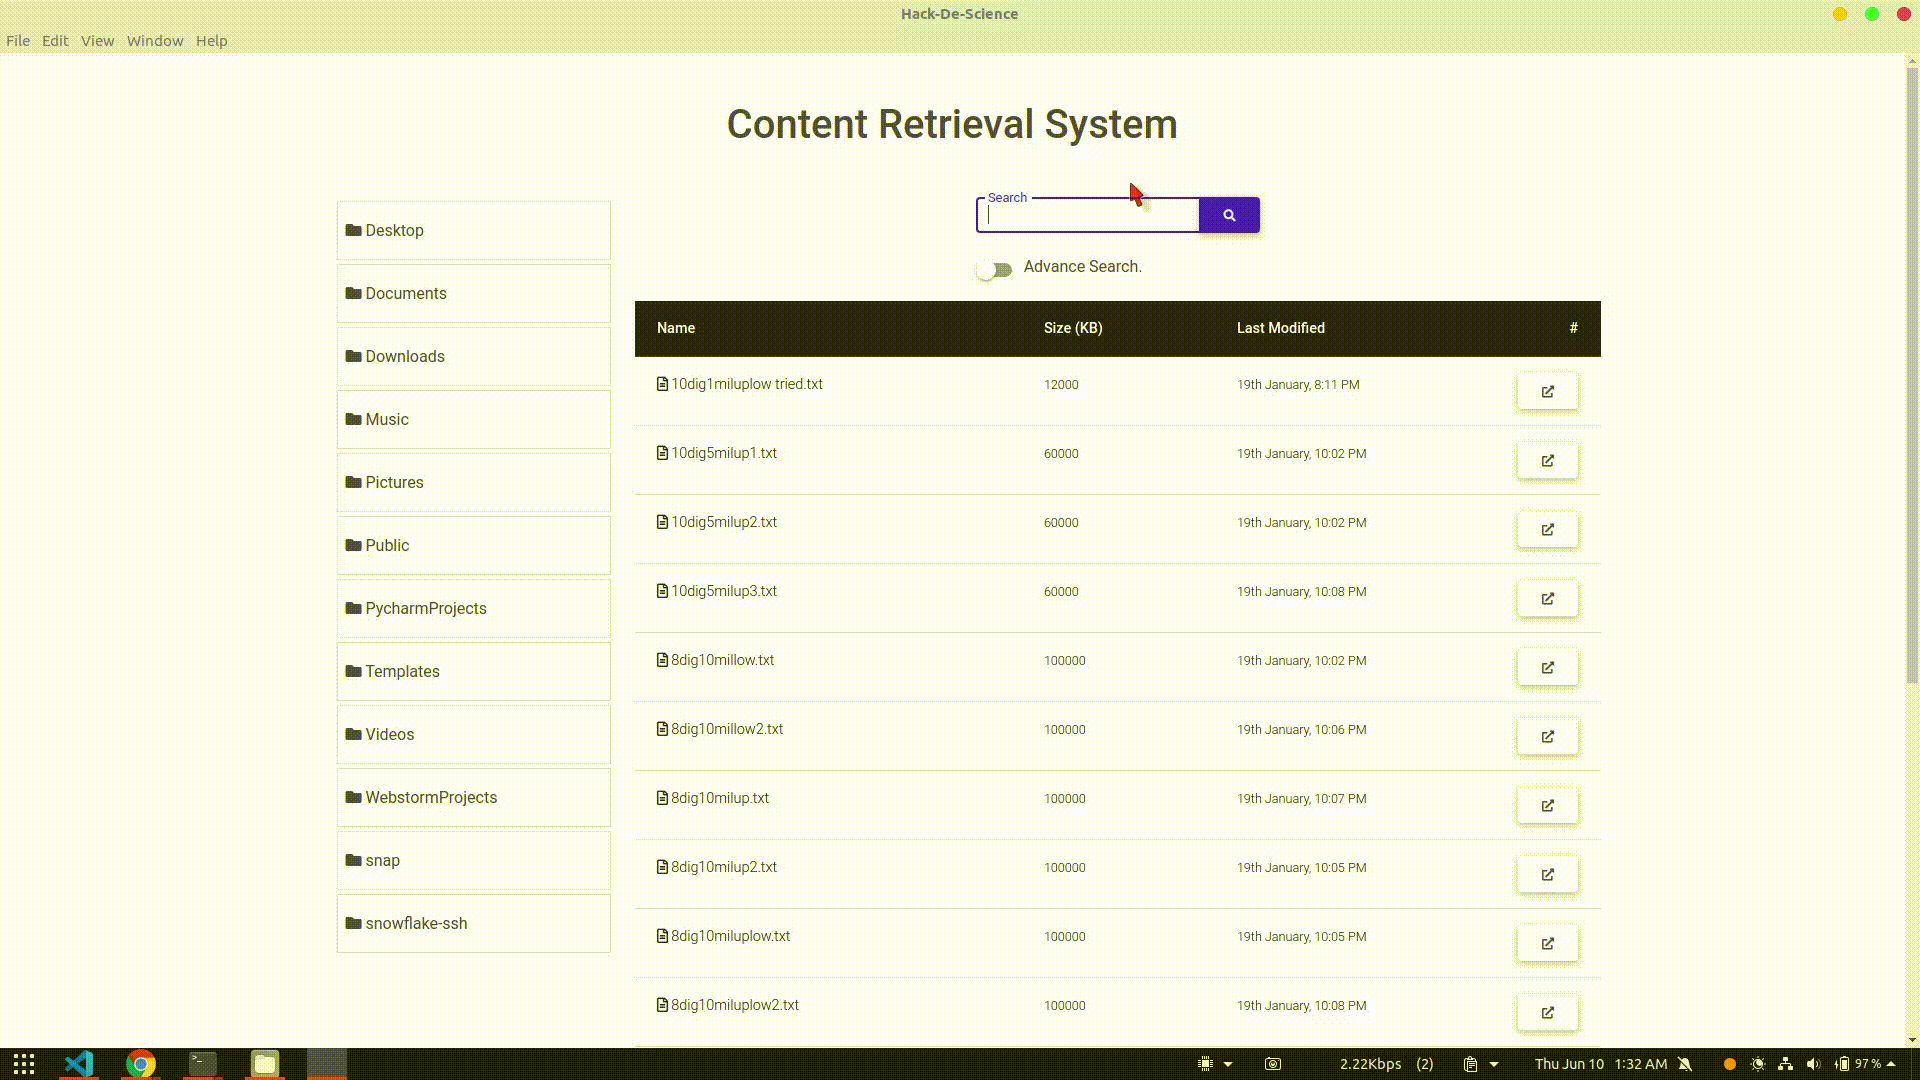 Hack-De-Science
File Edit View Window Help
Content Retrieval System
Search
Advance Search.
Desktop
Documents
Downloads
Music
Pictures
Public
PycharmProjects
Templates
Videos
WebstormProjects
snap
snowflake-ssh
Name Size (KB) Last Modified #
10dig1miluplow tried.txt 12000 19th January, 8:11 PM
10dig5milup1.txt 60000 19th January, 10:02 PM
10dig5milup2.txt 60000 19th January, 10:02 PM
10dig5milup3.txt 60000 19th January, 10:08 PM
8dig10millow.txt 100000 19th January, 10:02 PM
8dig10millow2.txt 100000 19th January, 10:06 PM
8dig10milup.txt 100000 19th January, 10:07 PM
8dig10milup2.txt 100000 19th January, 10:05 PM
8dig10miluplow.txt 100000 19th January, 10:05 PM
8dig10miluplow2.txt 100000 19th January, 10:08 PM
2.22Kbps (2) Thu Jun 10 1:32 AM 97 %